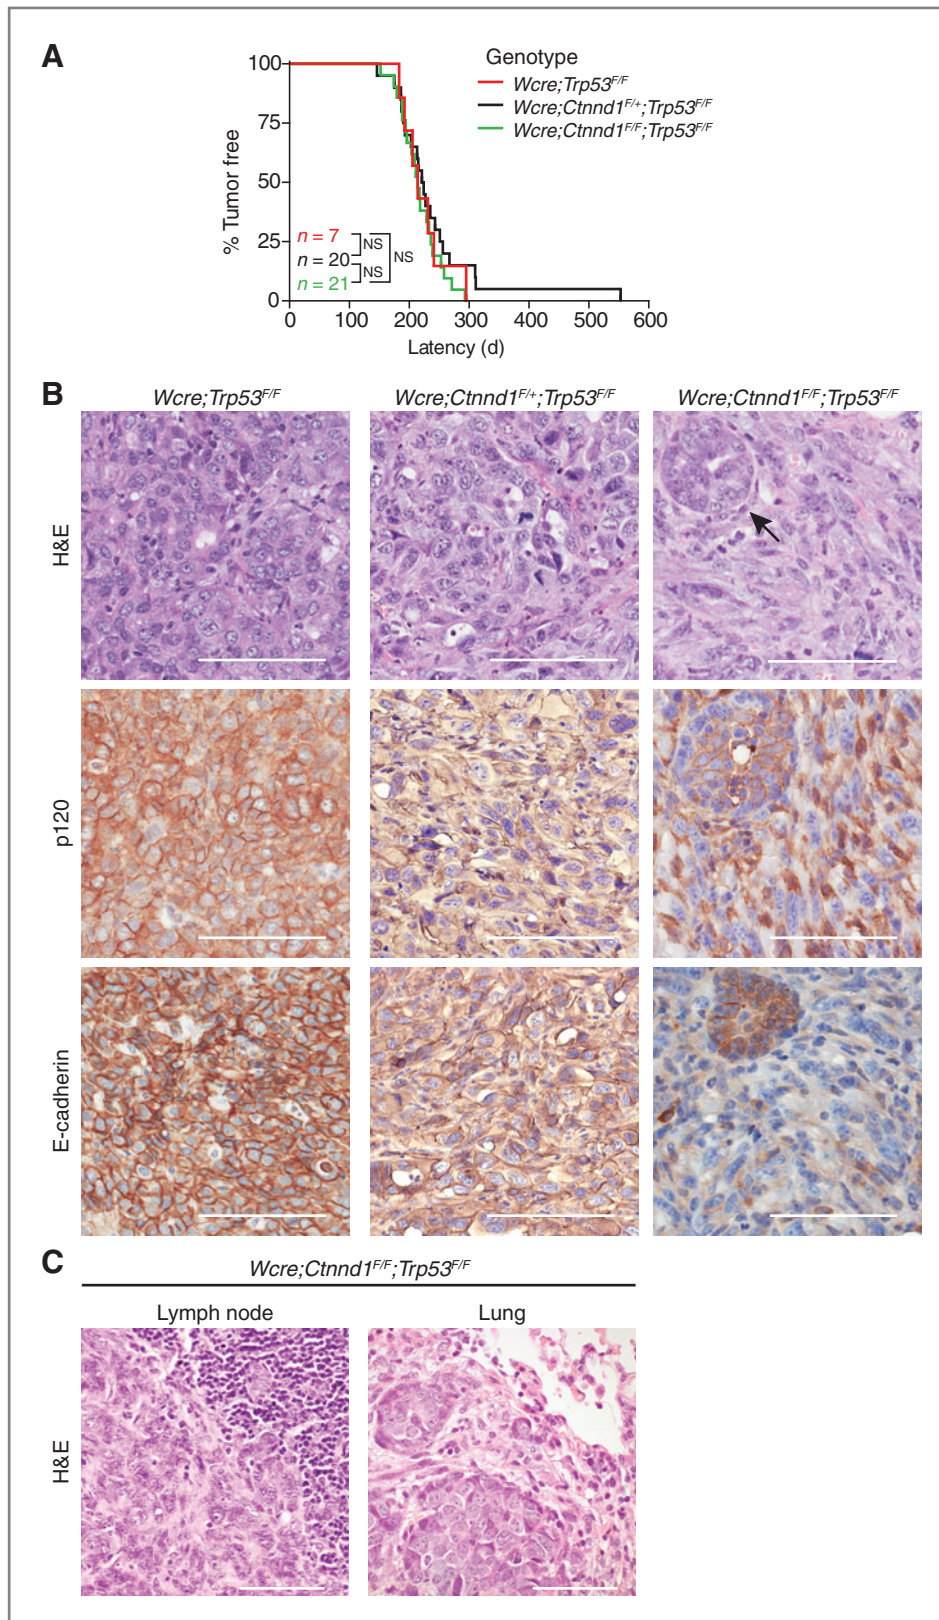 A
Genotype
Wcre;Trp53F/F
Wcre;Ctnnd1F/+;Trp53F/F
Wcre;Ctnnd1F/F;Trp53F/F
% Tumor free
100
75
50
25
0
n = 7
n = 20
n = 21
NS
NS
NS
0 100 200 300 400 500 600
Latency (d)
B
Wcre;Trp53F/F Wcre;Ctnnd1F/+;Trp53F/F Wcre;Ctnnd1F/F;Trp53F/F
H&E
p120
E-cadherin
C
Wcre;Ctnnd1F/F;Trp53F/F
Lymph node Lung
H&E